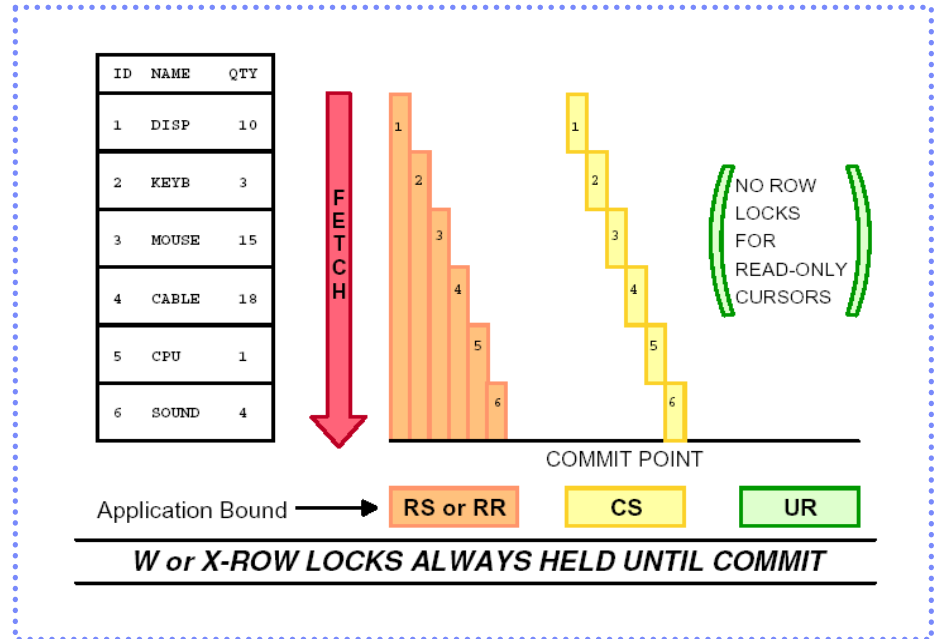 ID NAME QTY
1 DISP 10
2 KEYB 3
3 MOUSE 15
4 CABLE 18
5 CPU 1
6 SOUND 4
FETCH
1
2
3
4
5
6
1
2
3
4
5
6
NO ROW
LOCKS
FOR
READ-ONLY
CURSORS
COMMIT POINT
Application Bound
RS or RR
CS
UR
W or X-ROW LOCKS ALWAYS HELD UNTIL COMMIT